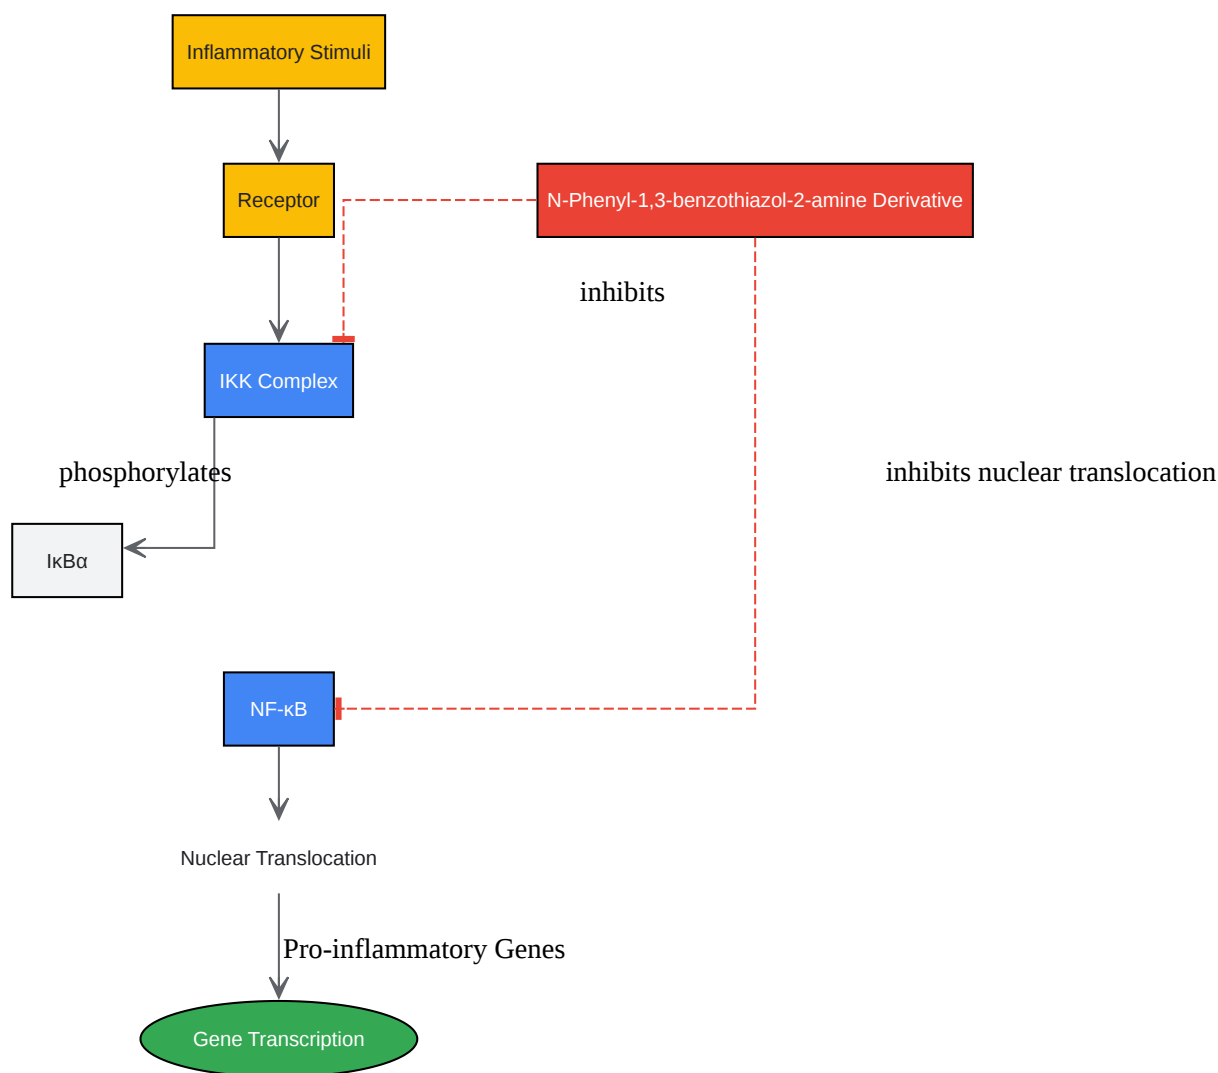 Inflammatory Stimuli
Receptor
N-Phenyl-1,3-benzothiazol-2-amine Derivative
inhibits
IKK Complex
phosphorylates
inhibits nuclear translocation
IκBα
NF-κB
Nuclear Translocation
Pro-inflammatory Genes
Gene Transcription